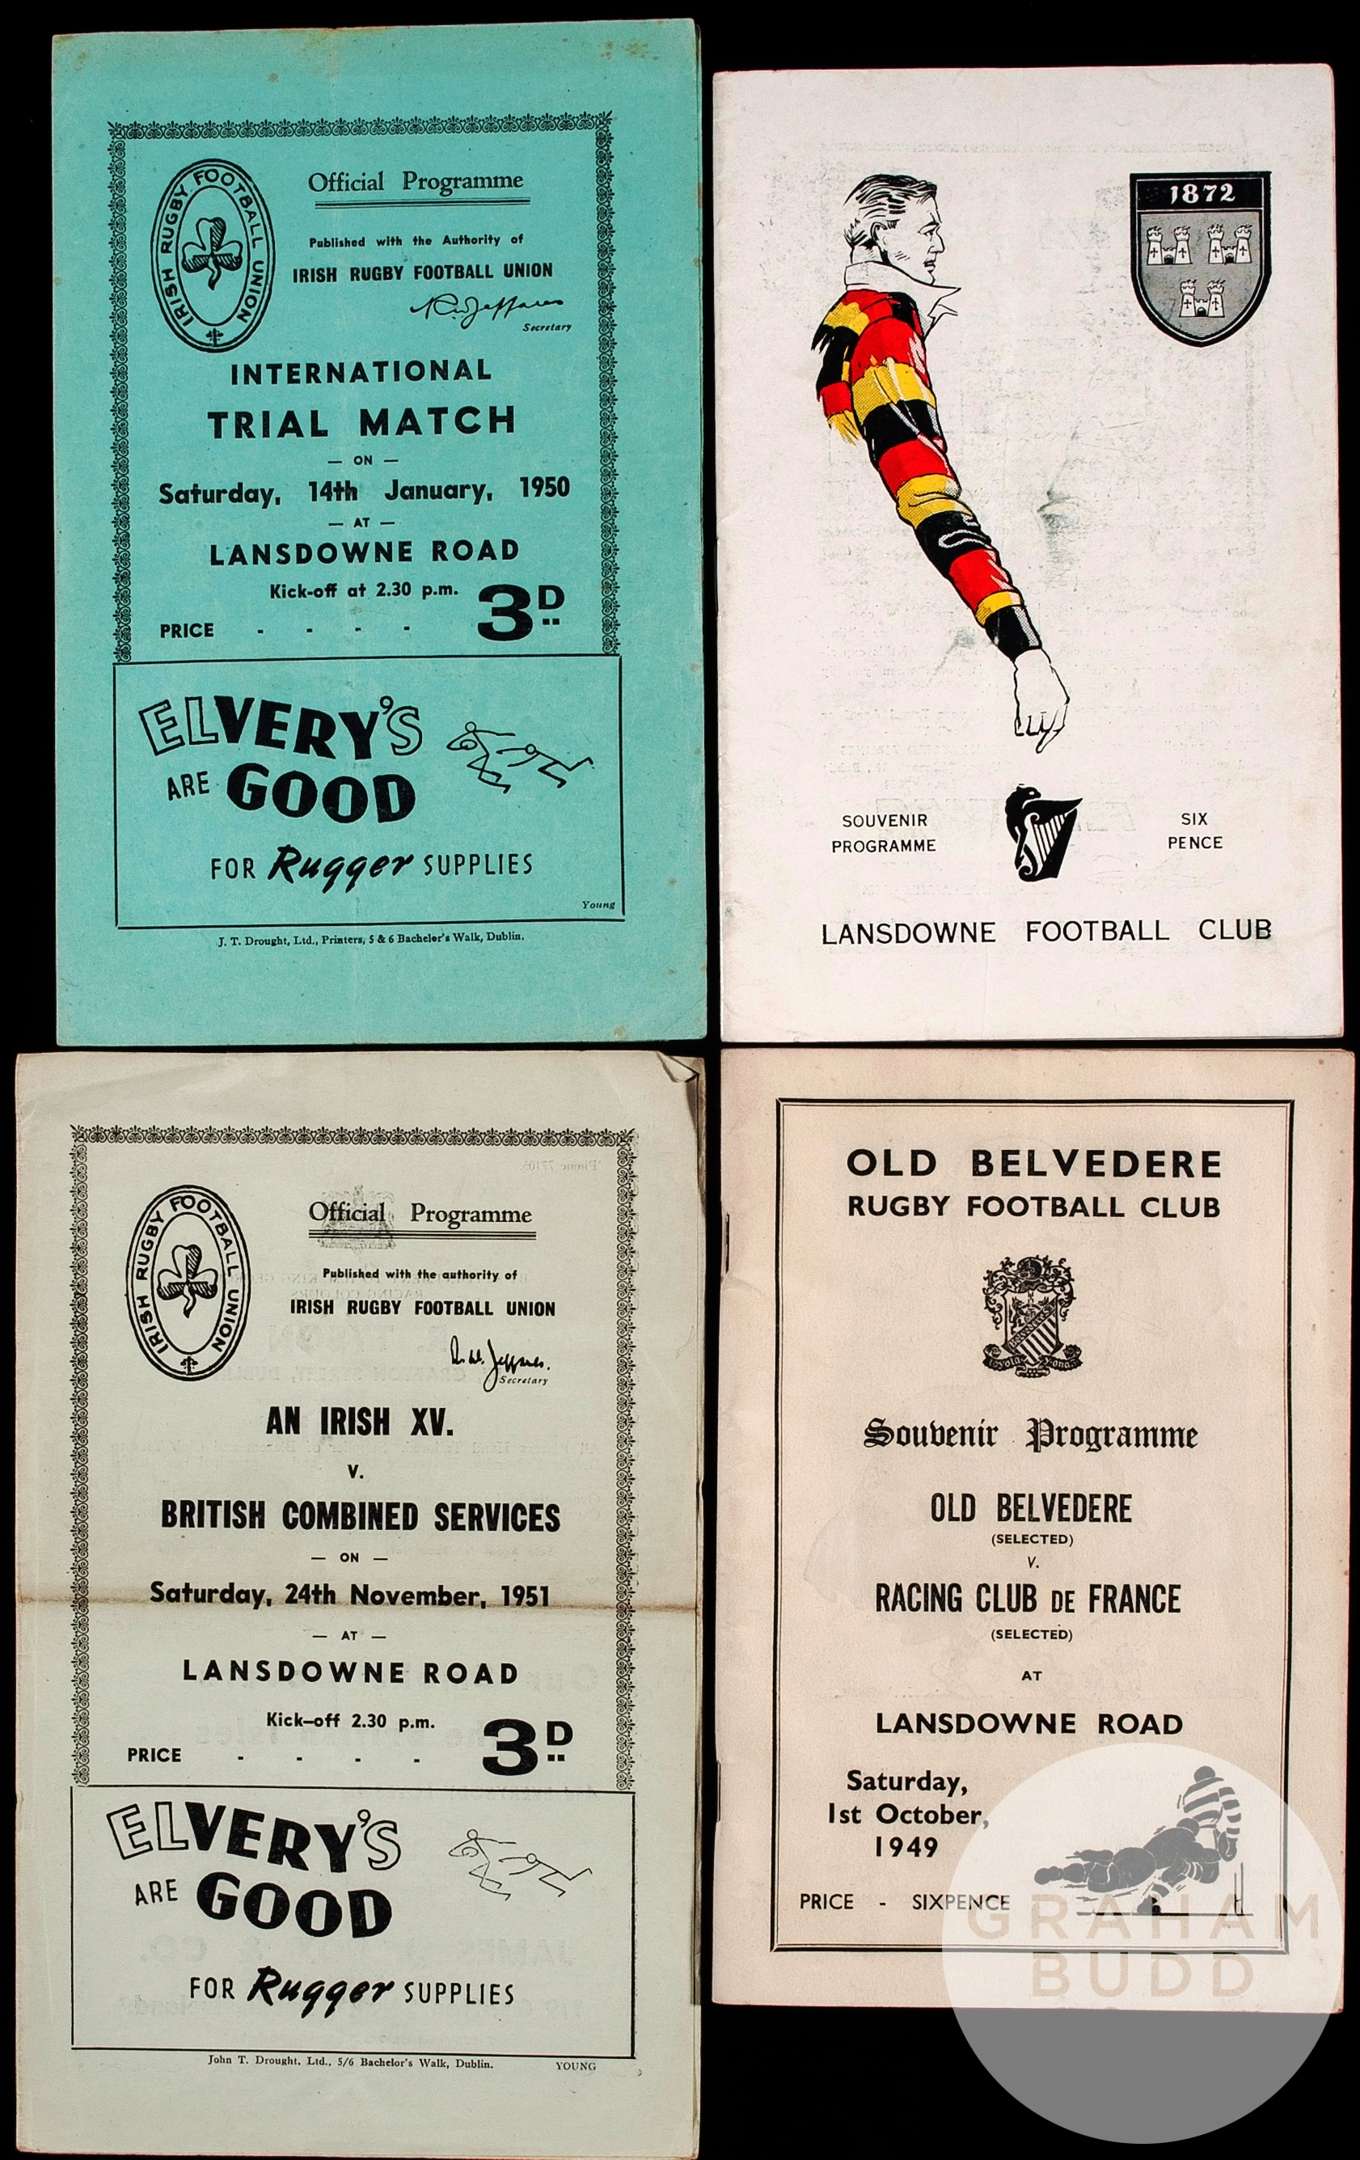 IRISH RUGBY FOOTBALL UNION
Official Programme
Published with the Authority of
IRISH RUGBY FOOTBALL UNION
Secretary
INTERNATIONAL
TRIAL MATCH
— ON —
Saturday, 14th January, 1950
— AT —
LANSDOWNE ROAD
Kick-off at 2.30 p.m.
PRICE - - - - 3D
ELVERY'S
ARE GOOD
FOR Rugger SUPPLIES
Young
J. T. Drought, Ltd., Printers, 5 & 6 Bachelor's Walk, Dublin.
1872
SOUVENIR
PROGRAMME
SIX
PENCE
LANSDOWNE FOOTBALL CLUB
IRISH RUGBY FOOTBALL UNION
Official Programme
Published with the authority of
IRISH RUGBY FOOTBALL UNION
Secretary
AN IRISH XV.
V.
BRITISH COMBINED SERVICES
— ON —
Saturday, 24th November, 1951
— AT —
LANSDOWNE ROAD
Kick-off 2.30 p.m.
PRICE - - - - 3D
ELVERY'S
ARE GOOD
FOR Rugger SUPPLIES
John T. Drought, Ltd., 5/6 Bachelor's Walk, Dublin.
YOUNG
OLD BELVEDERE
RUGBY FOOTBALL CLUB
Souvenir Programme
OLD BELVEDERE
(SELECTED)
V.
RACING CLUB DE FRANCE
(SELECTED)
AT
LANSDOWNE ROAD
Saturday,
1st October,
1949
PRICE - SIXPENCE
GRAHAM
BUDD